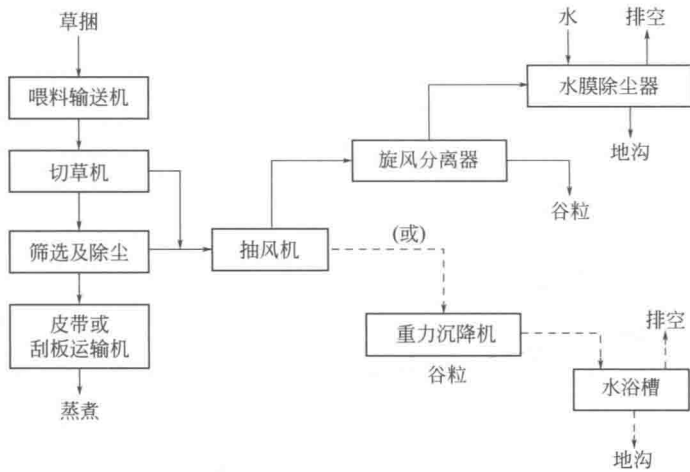 草捆
水
排空
喂料输送机
水膜除尘器
切草机
旋风分离器
地沟
谷粒
筛选及除尘
抽风机
(或)
皮带或
刮板运输机
重力沉降机
排空
谷粒
水浴槽
蒸煮
地沟